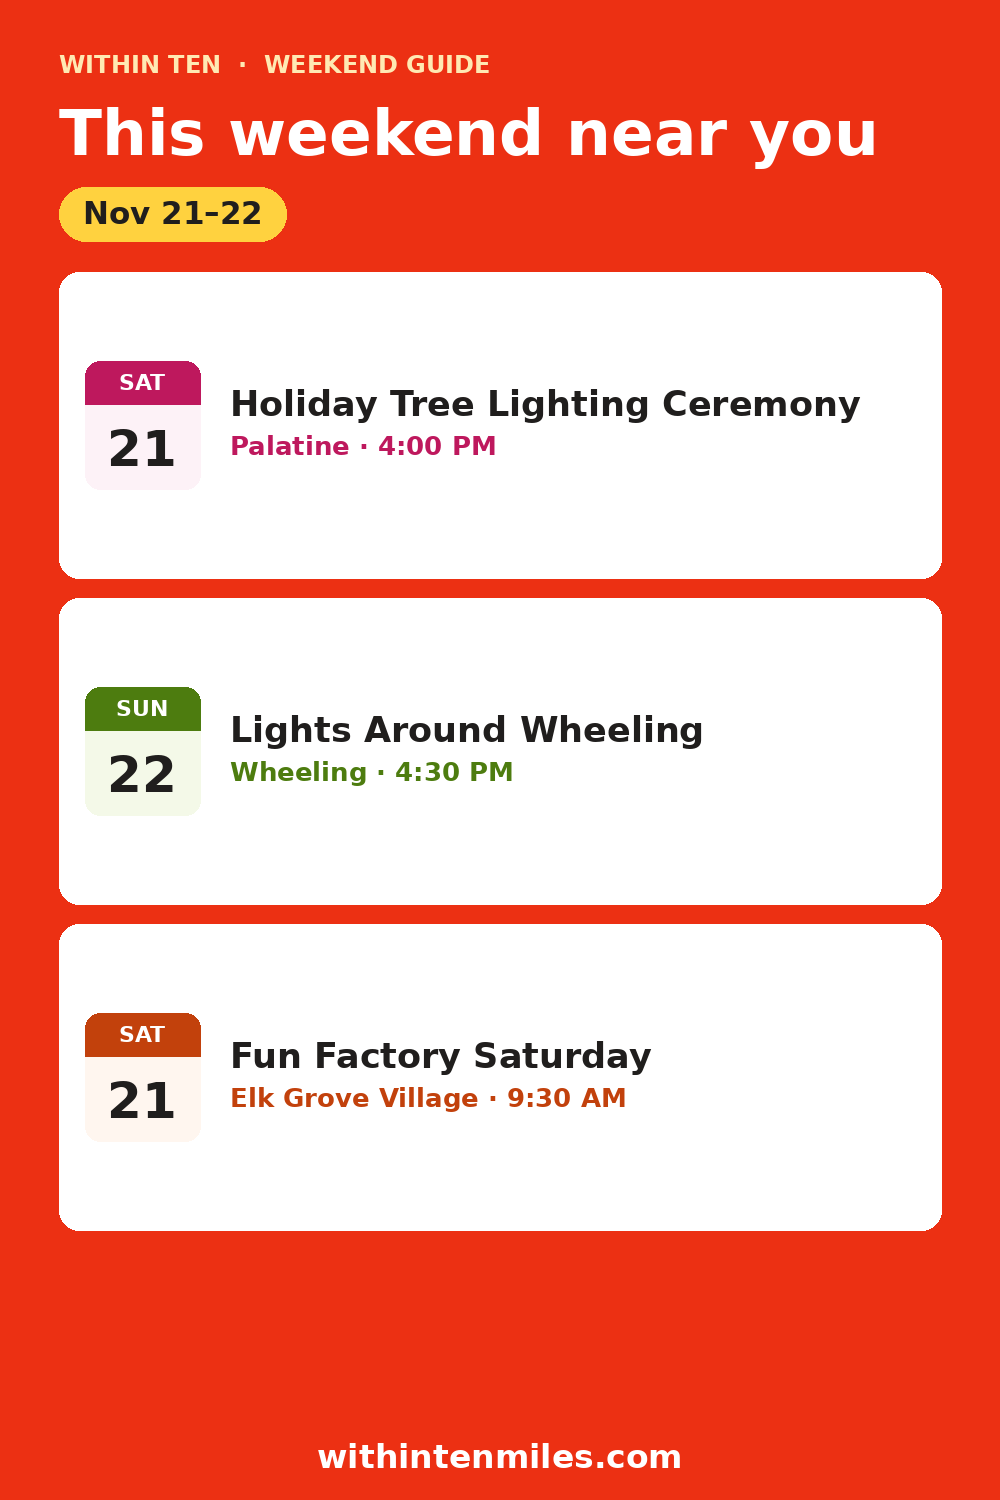 WITHIN TEN · WEEKEND GUIDE
This weekend near you
Nov 21–22
SAT
21
Holiday Tree Lighting Ceremony
Palatine · 4:00 PM
SUN
22
Lights Around Wheeling
Wheeling · 4:30 PM
SAT
21
Fun Factory Saturday
Elk Grove Village · 9:30 AM
withintenmiles.com